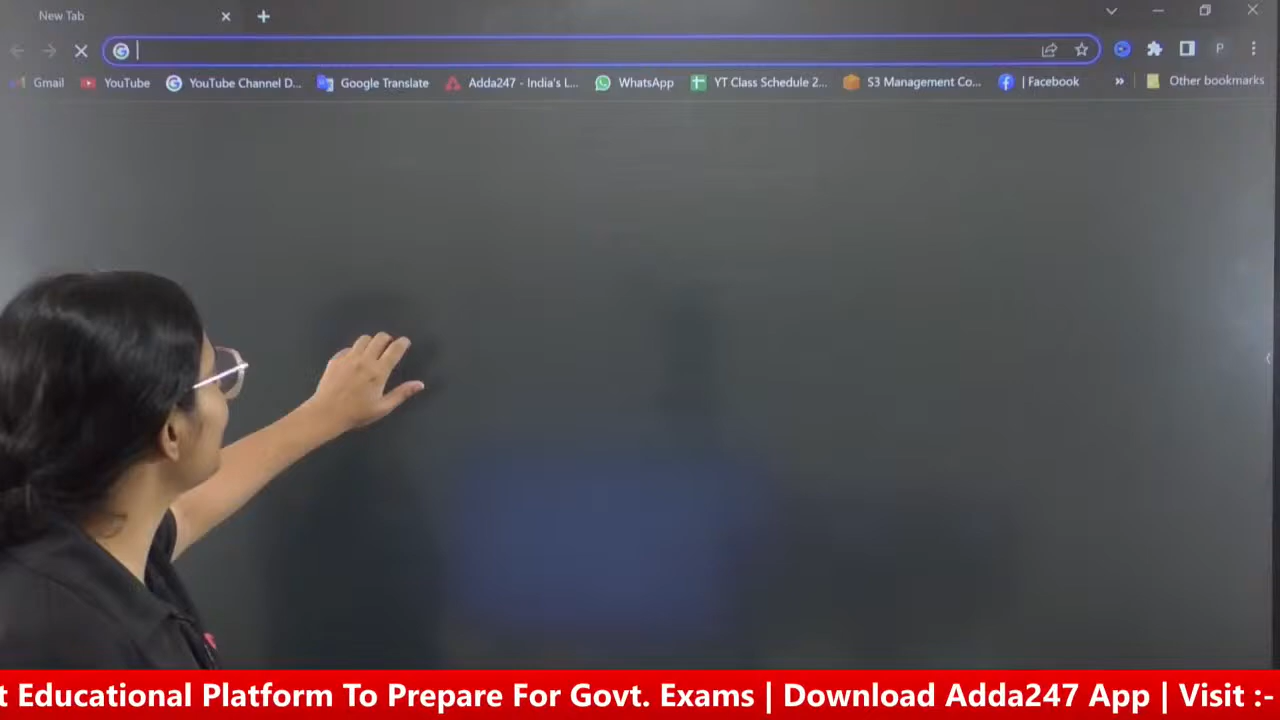 New Tab
Gmail YouTube YouTube Channel D... Google Translate Adda247 - India's L... WhatsApp YT Class Schedule 2... S3 Management Co... | Facebook » Other bookmarks
t Educational Platform To Prepare For Govt. Exams | Download Adda247 App | Visit :-